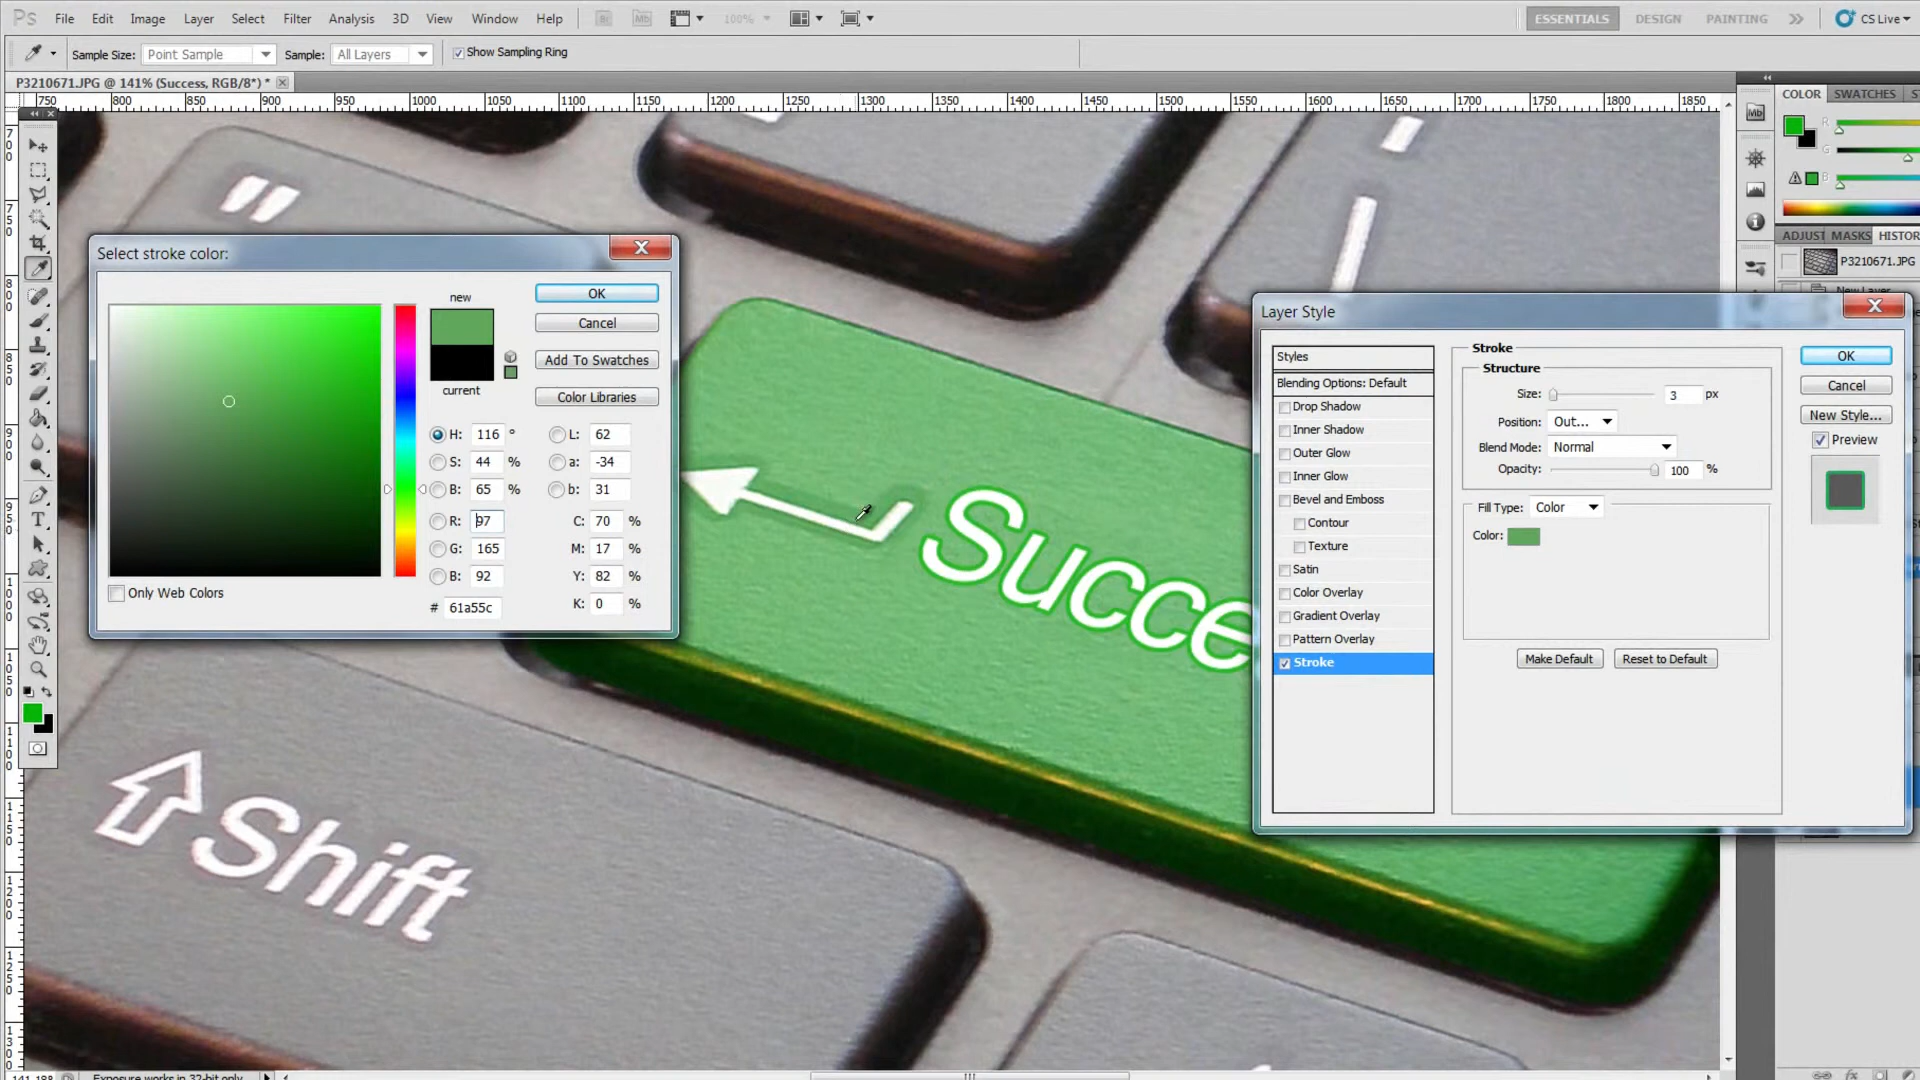 Ps File Edit Image Layer Select Filter Analysis 3D View Window Help Br Mb 100% ESSENTIALS DESIGN PAINTING CS Live
Sample Size: Point Sample Sample: All Layers Show Sampling Ring
P3210671.JPG @ 141% (Success, RGB/8*) *
750 800 850 900 950 1000 1050 1100 1150 1200 1250 1300 1350 1400 1450 1500 1550 1600 1650 1700 1750 1800 1850
COLOR SWATCHES
R
G
B
ADJUST MASKS HISTOR
P3210671.JPG
Select stroke color:
new
current
OK
Cancel
Add To Swatches
Color Libraries
H: 116 ° L: 62
S: 44 % a: -34
B: 65 % b: 31
R: 97 C: 70 %
G: 165 M: 17 %
B: 92 Y: 82 %
# 61a55c K: 0 %
Only Web Colors
Layer Style
Styles
Blending Options: Default
Drop Shadow
Inner Shadow
Outer Glow
Inner Glow
Bevel and Emboss
Contour
Texture
Satin
Color Overlay
Gradient Overlay
Pattern Overlay
Stroke
Stroke
Structure
Size: 3 px
Position: Out...
Blend Mode: Normal
Opacity: 100 %
Fill Type: Color
Color:
Make Default Reset to Default
OK
Cancel
New Style...
Preview
Succe
Shift
Exposure works in 32-bit only